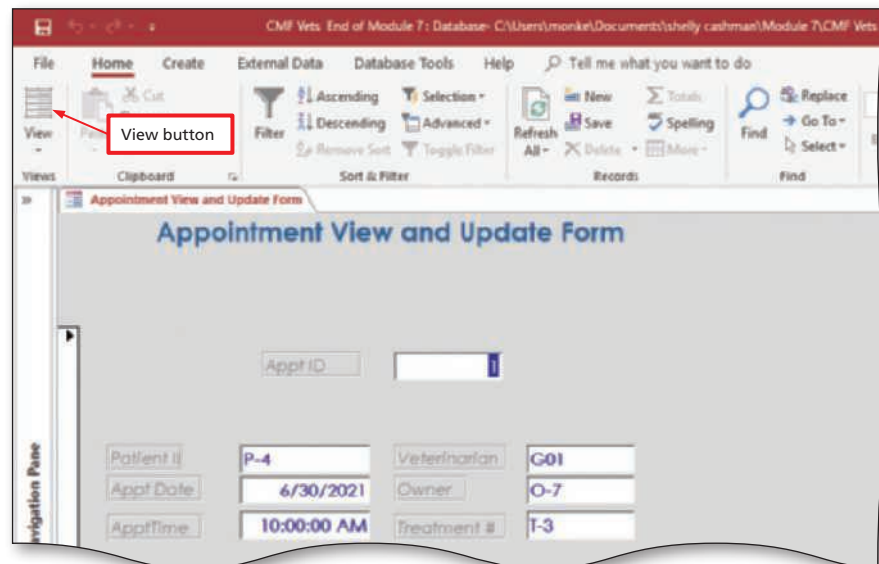 CMF Vets End of Module 7 : Database- C:\Users\monke\Documents\shelly cashman\Module 7\CMF Vets
File Home Create External Data Database Tools Help Tell me what you want to do
View
Cut
View button
Filter
Ascending
Descending
Remove Sort
Selection
Advanced
Toggle Filter
Refresh All
New
Save
Delete
Totals
Spelling
More
Find
Replace
Go To
Select
Views Clipboard Sort & Filter Records Find
Appointment View and Update Form
Appointment View and Update Form
Appt ID 1
Patient I P-4 Veterinarian G01
Appt Date 6/30/2021 Owner O-7
ApptTime 10:00:00 AM Treatment # T-3
avigation Pane